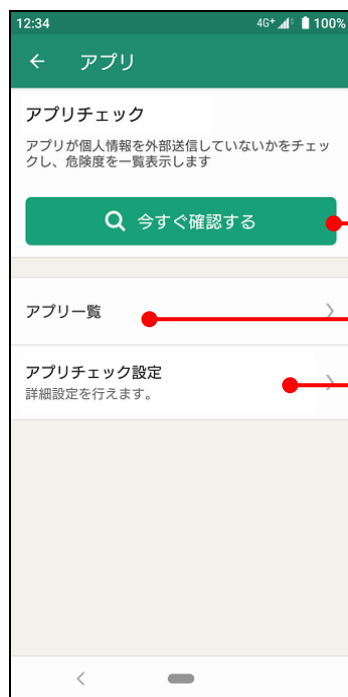 12:34 4G+ 100%
← アプリ
アプリチェック
アプリが個人情報を外部送信していないかをチェッ
クし、危険度を一覧表示します
今すぐ確認する
アプリ一覧
アプリチェック設定
詳細設定を行えます。